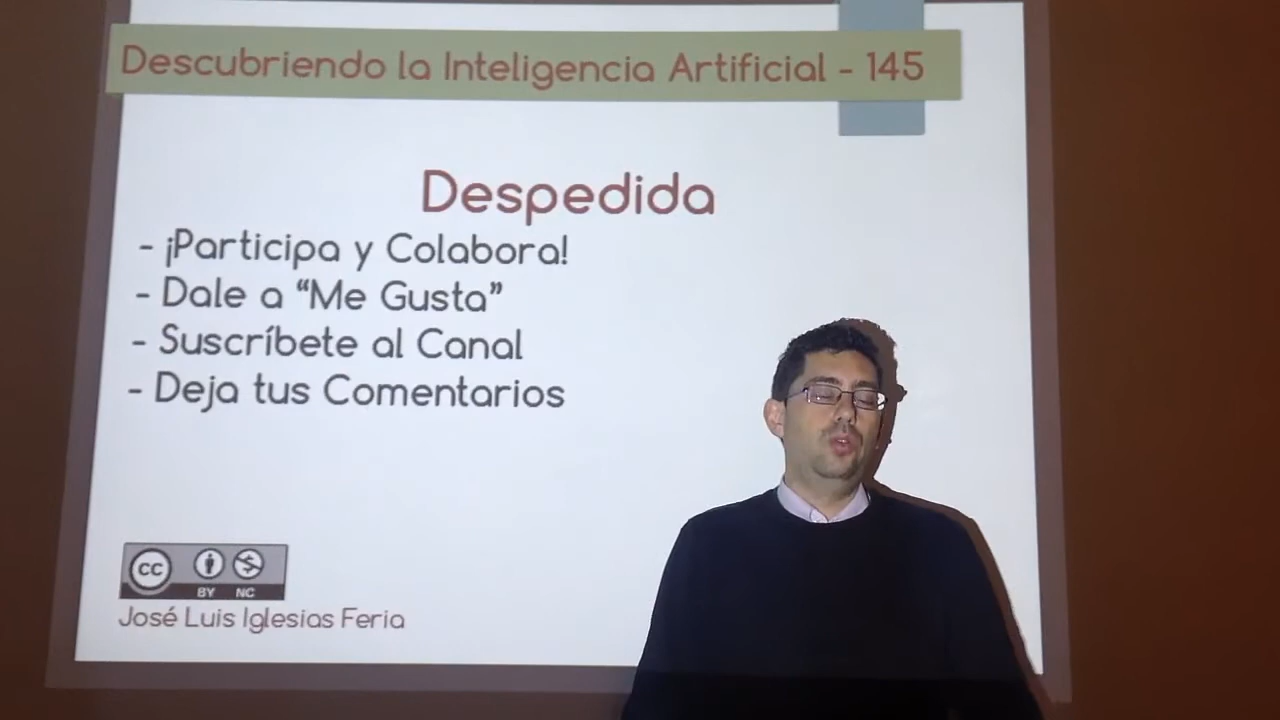 Descubriendo la Inteligencia Artificial - 145
Despedida
- ¡Participa y Colabora!
- Dale a “Me Gusta”
- Suscríbete al Canal
- Deja tus Comentarios
cc
BY NC
José Luis Iglesias Feria